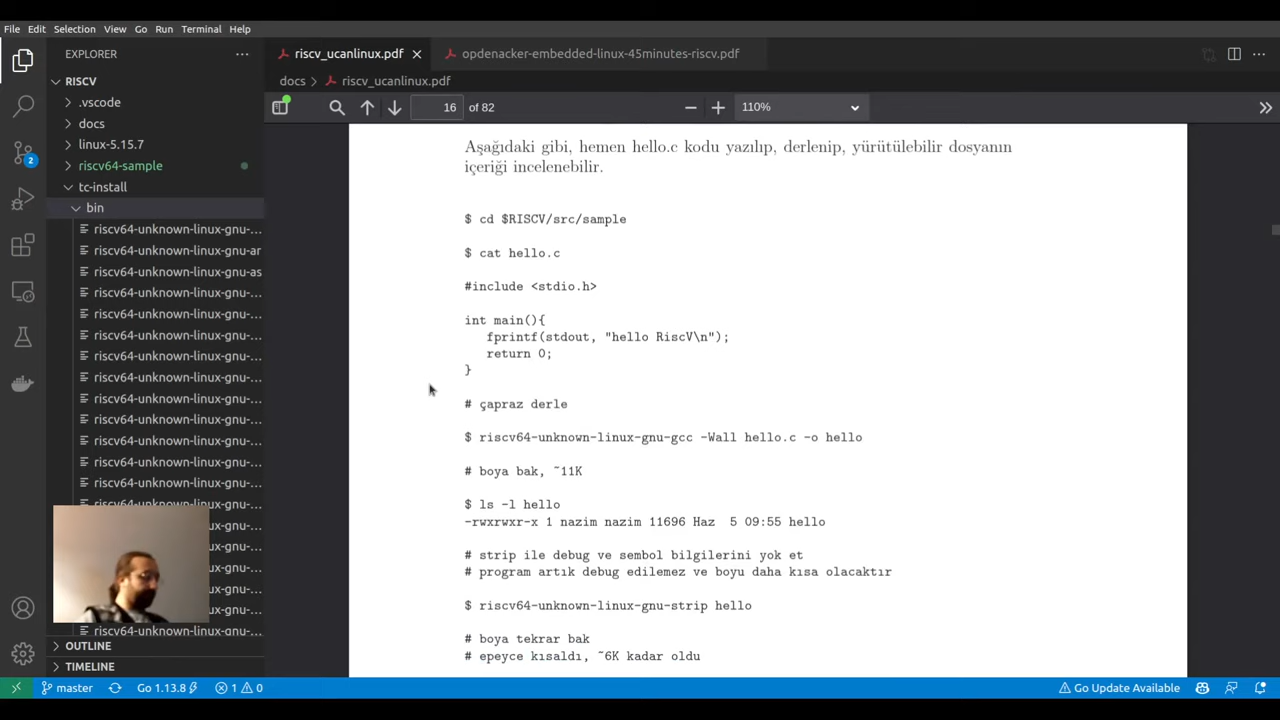 File Edit Selection View Go Run Terminal Help
EXPLORER
riscv_ucanlinux.pdf
opdenacker-embedded-linux-45minutes-riscv.pdf
RISCV
docs > riscv_ucanlinux.pdf
.vscode
16 of 82
110%
docs
linux-5.15.7
riscv64-sample
tc-install
bin
riscv64-unknown-linux-gnu-...
riscv64-unknown-linux-gnu-ar
riscv64-unknown-linux-gnu-as
riscv64-unknown-linux-gnu-...
riscv64-unknown-linux-gnu-...
riscv64-unknown-linux-gnu-...
riscv64-unknown-linux-gnu-...
riscv64-unknown-linux-gnu-...
riscv64-unknown-linux-gnu-...
riscv64-unknown-linux-gnu-...
riscv64-unknown-linux-gnu-...
riscv64-unknown-linux-gnu-...
riscv64-unknown-linux-gnu-...
Aşağıdaki gibi, hemen hello.c kodu yazılıp, derlenip, yürütülebilir dosyanın
içeriği incelenebilir.
$ cd $RISCV/src/sample
$ cat hello.c
#include <stdio.h>
int main(){
fprintf(stdout, "hello RiscV\n");
return 0;
}
# çapraz derle
$ riscv64-unknown-linux-gnu-gcc -Wall hello.c -o hello
# boya bak, ~11K
$ ls -l hello
-rwxrwxr-x 1 nazim nazim 11696 Haz 5 09:55 hello
# strip ile debug ve sembol bilgilerini yok et
# program artık debug edilemez ve boyu daha kısa olacaktır
$ riscv64-unknown-linux-gnu-strip hello
# boya tekrar bak
# epeyce kısaldı, ~6K kadar oldu
riscv64-unknown-linux-gnu-...
OUTLINE
TIMELINE
2
master Go 1.13.8 1 0 Go Update Available